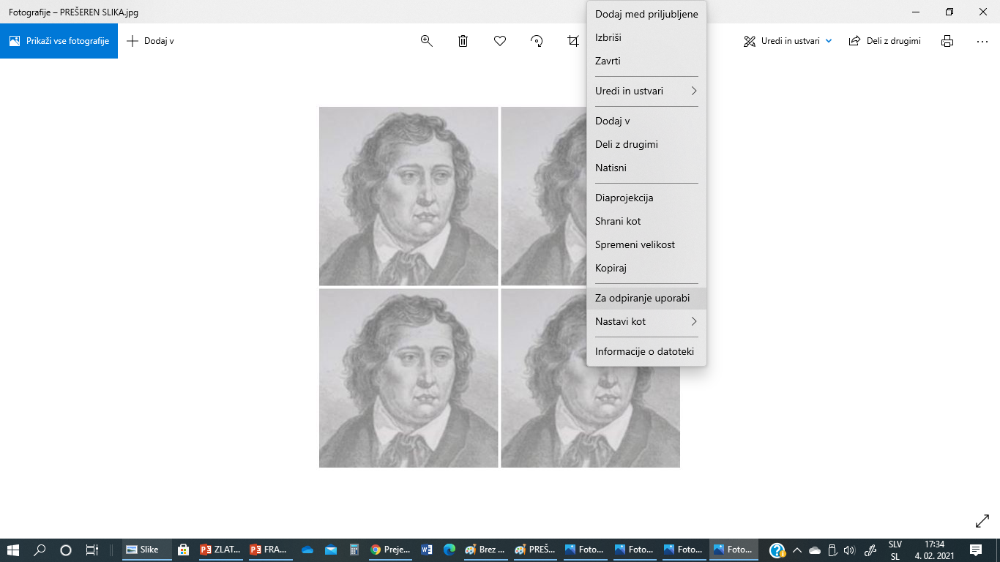 Fotografije – PREŠEREN SLIKA.jpg
Prikaži vse fotografije
Dodaj v
Uredi in ustvari
Deli z drugimi
Dodaj med priljubljene
Izbriši
Zavrti
Uredi in ustvari
Dodaj v
Deli z drugimi
Natisni
Diaprojekcija
Shrani kot
Spremeni velikost
Kopiraj
Za odpiranje uporabi
Nastavi kot
Informacije o datoteki
Slike
ZLAT...
FRA...
Preje...
Brez ...
PREŠ...
Foto...
Foto...
Foto...
Foto...
SLV
SL
17:34
4. 02. 2021